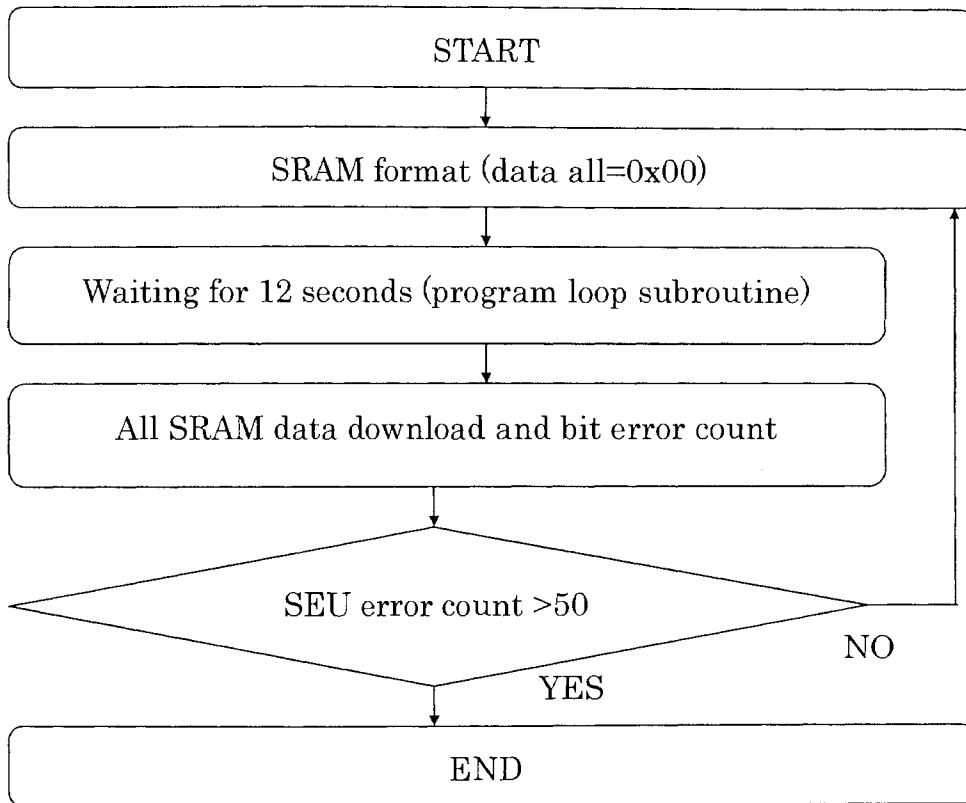 START
SRAM format (data all=0x00)
Waiting for 12 seconds (program loop subroutine)
All SRAM data download and bit error count
SEU error count >50
NO
YES
END